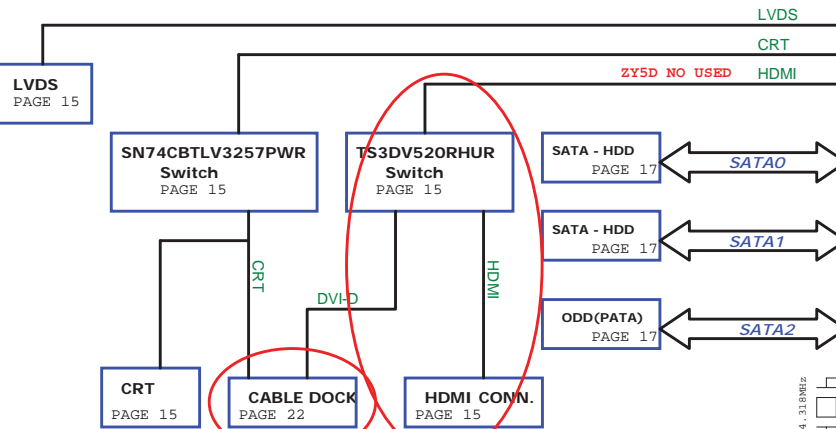 LVDS
CRT
ZY5D NO USED HDMI
LVDS
PAGE 15
SN74CBTLV3257PWR
Switch
PAGE 15
TS3DV520RHUR
Switch
PAGE 15
SATA - HDD
PAGE 17
SATA0
SATA - HDD
PAGE 17
SATA1
CRT
HDMI
DVI-D
ODD(PATA)
PAGE 17
SATA2
CRT
PAGE 15
CABLE DOCK
PAGE 22
HDMI CONN.
PAGE 15
4.318MHz